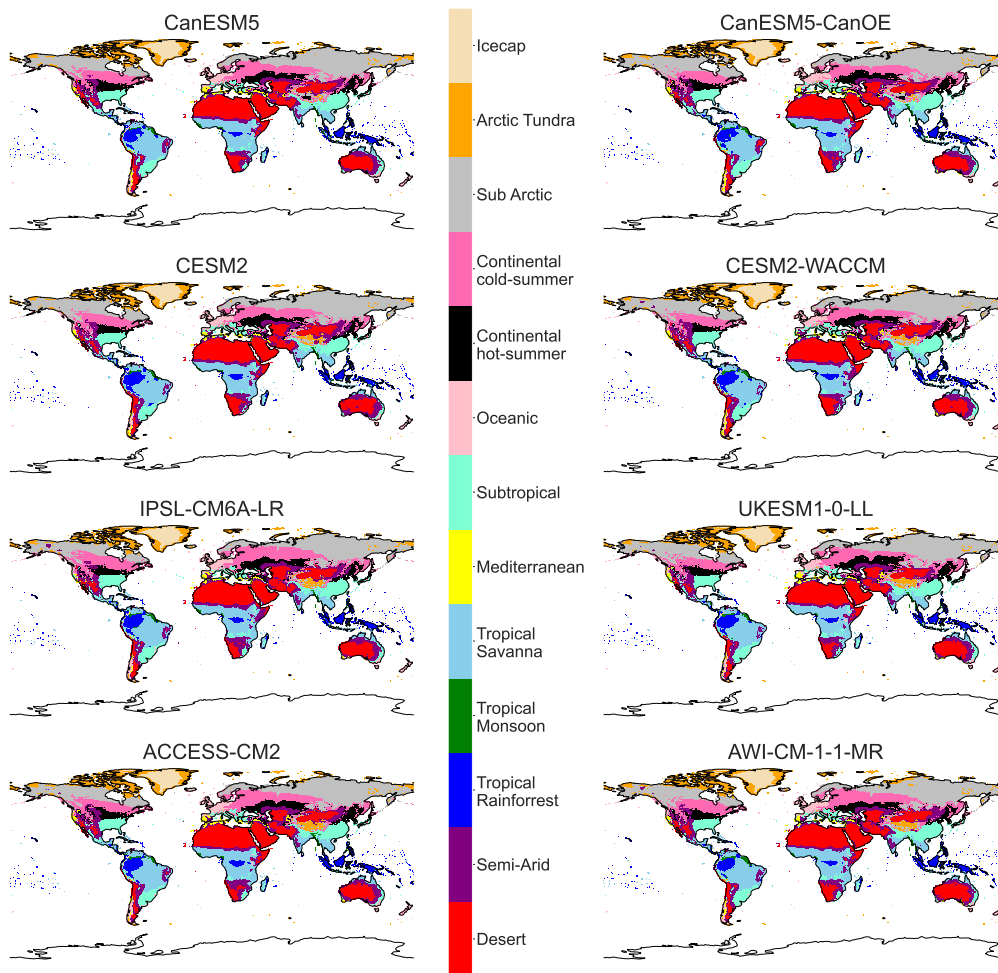 CanESM5
CanESM5-CanOE
CESM2
CESM2-WACCM
IPSL-CM6A-LR
UKESM1-0-LL
ACCESS-CM2
AWI-CM-1-1-MR
Icecap
Arctic Tundra
Sub Arctic
Continental
cold-summer
Continental
hot-summer
Oceanic
Subtropical
Mediterranean
Tropical
Savanna
Tropical
Monsoon
Tropical
Rainforrest
Semi-Arid
Desert